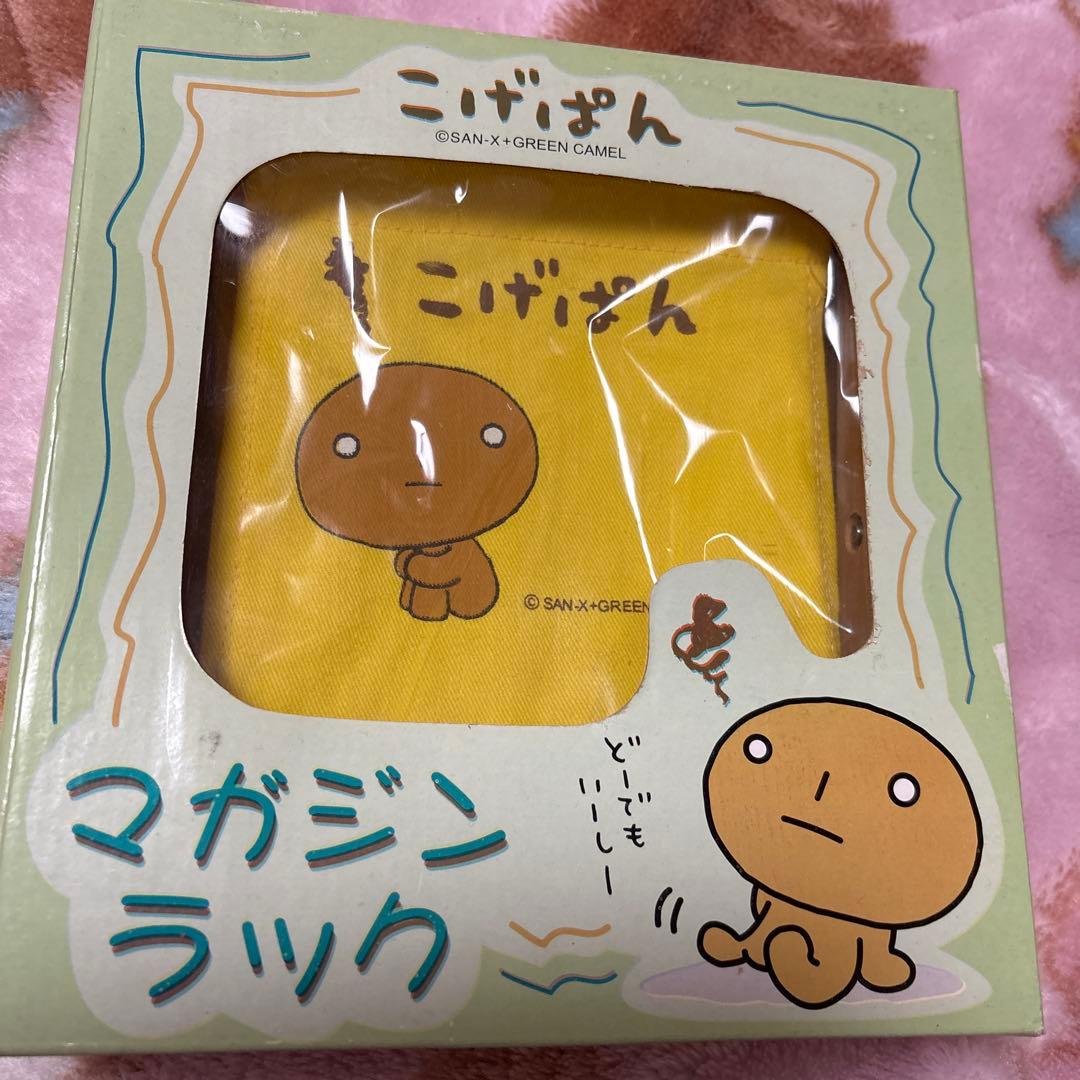 こげぱん
©SAN-X+GREEN CAMEL
こげぱん
© SAN-X+GREEN
どーでも
いーしー
マガジン
ラック